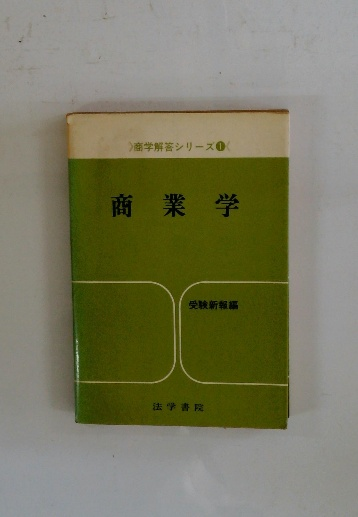 》商学解答シリーズ❶《
商業学
受験新報編
法学書院